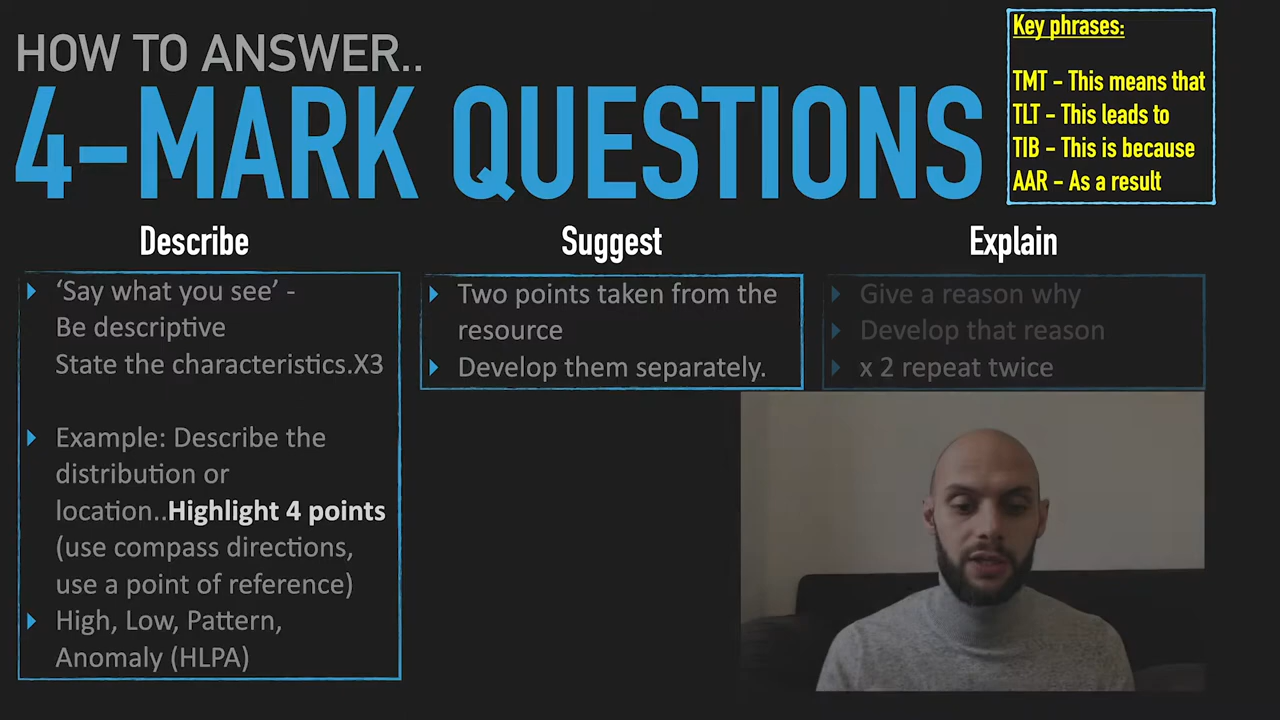 HOW TO ANSWER..
4-MARK QUESTIONS
Key phrases:
TMT - This means that
TLT - This leads to
TIB - This is because
AAR - As a result
Describe
‘Say what you see’ -
Be descriptive
State the characteristics.X3
Example: Describe the
distribution or
location..Highlight 4 points
(use compass directions,
use a point of reference)
High, Low, Pattern,
Anomaly (HLPA)
Suggest
Two points taken from the
resource
Develop them separately.
Explain
Give a reason why
Develop that reason
x 2 repeat twice